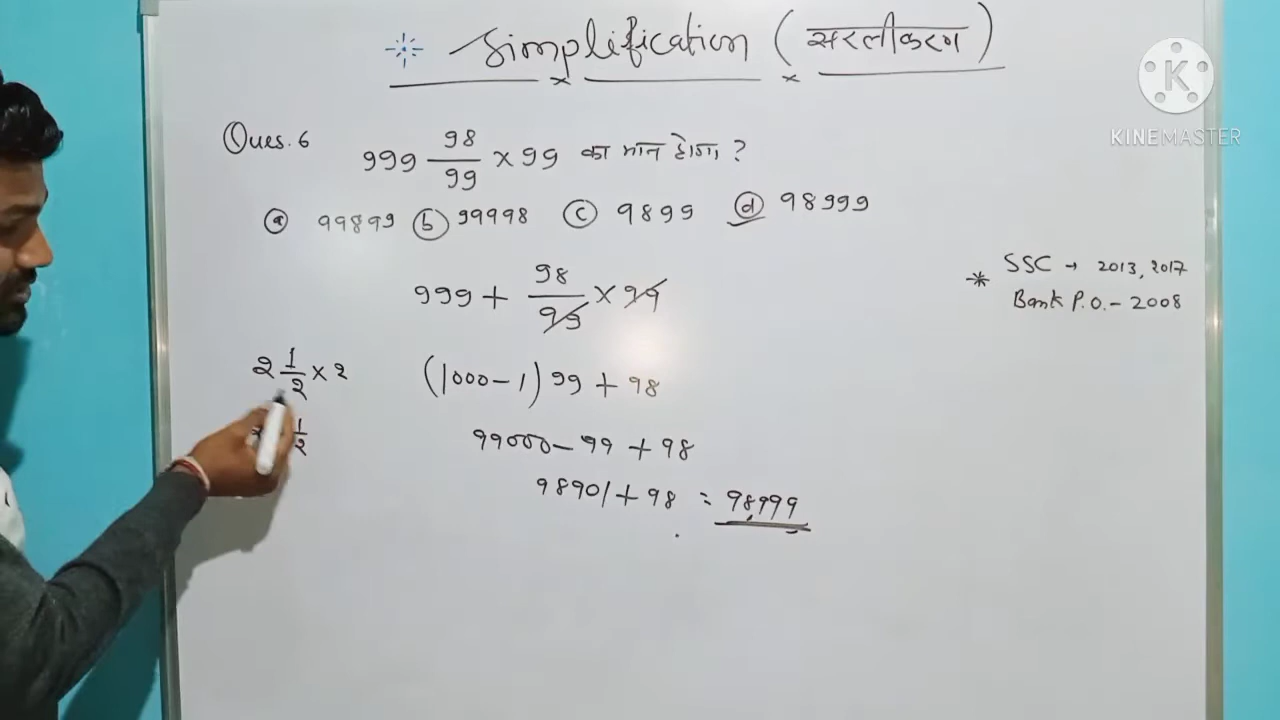 Simplification (सरलीकरण)
KINEMASTER
Ques. 6 999 98/99 × 99 का मान होगा ?
(a) 99899 (b) 99998 (c) 9899 (d) 98999
999 + 98/99 × 99
* SSC → 2013, 2017
Bank P.O. - 2008
2 1/2 × 2
(1000-1) 99 + 98
1/2
99000 - 99 + 98
98901 + 98 = 98,999